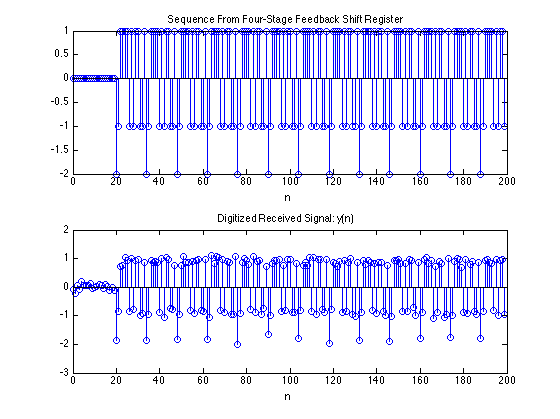 Sequence From Four-Stage Feedback Shift Register
1
0.5
0
-0.5
-1
-1.5
-2
0 20 40 60 80 100 120 140 160 180 200
n
Digitized Received Signal: y(n)
2
1
0
-1
-2
-3
0 20 40 60 80 100 120 140 160 180 200
n